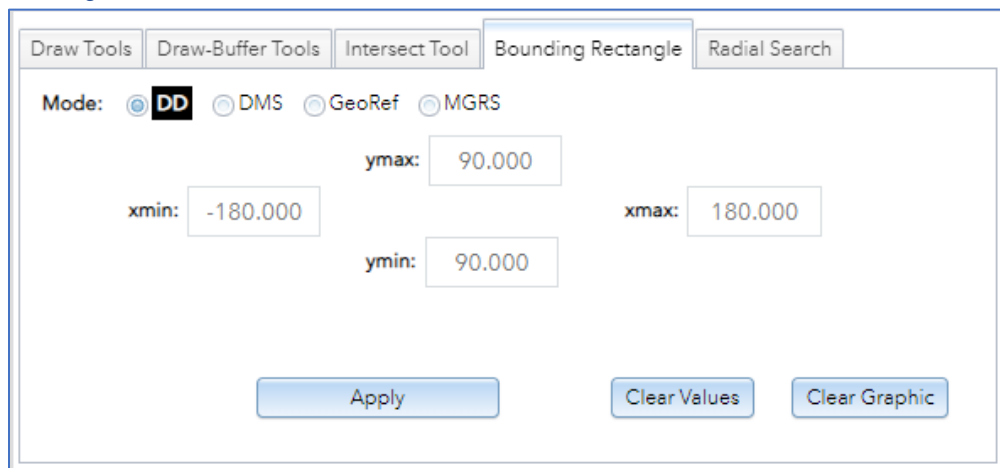 Draw Tools Draw-Buffer Tools Intersect Tool Bounding Rectangle Radial Search
Mode: DD DMS GeoRef MGRS
ymax: 90.000
xmin: -180.000 xmax: 180.000
ymin: 90.000
Apply Clear Values Clear Graphic